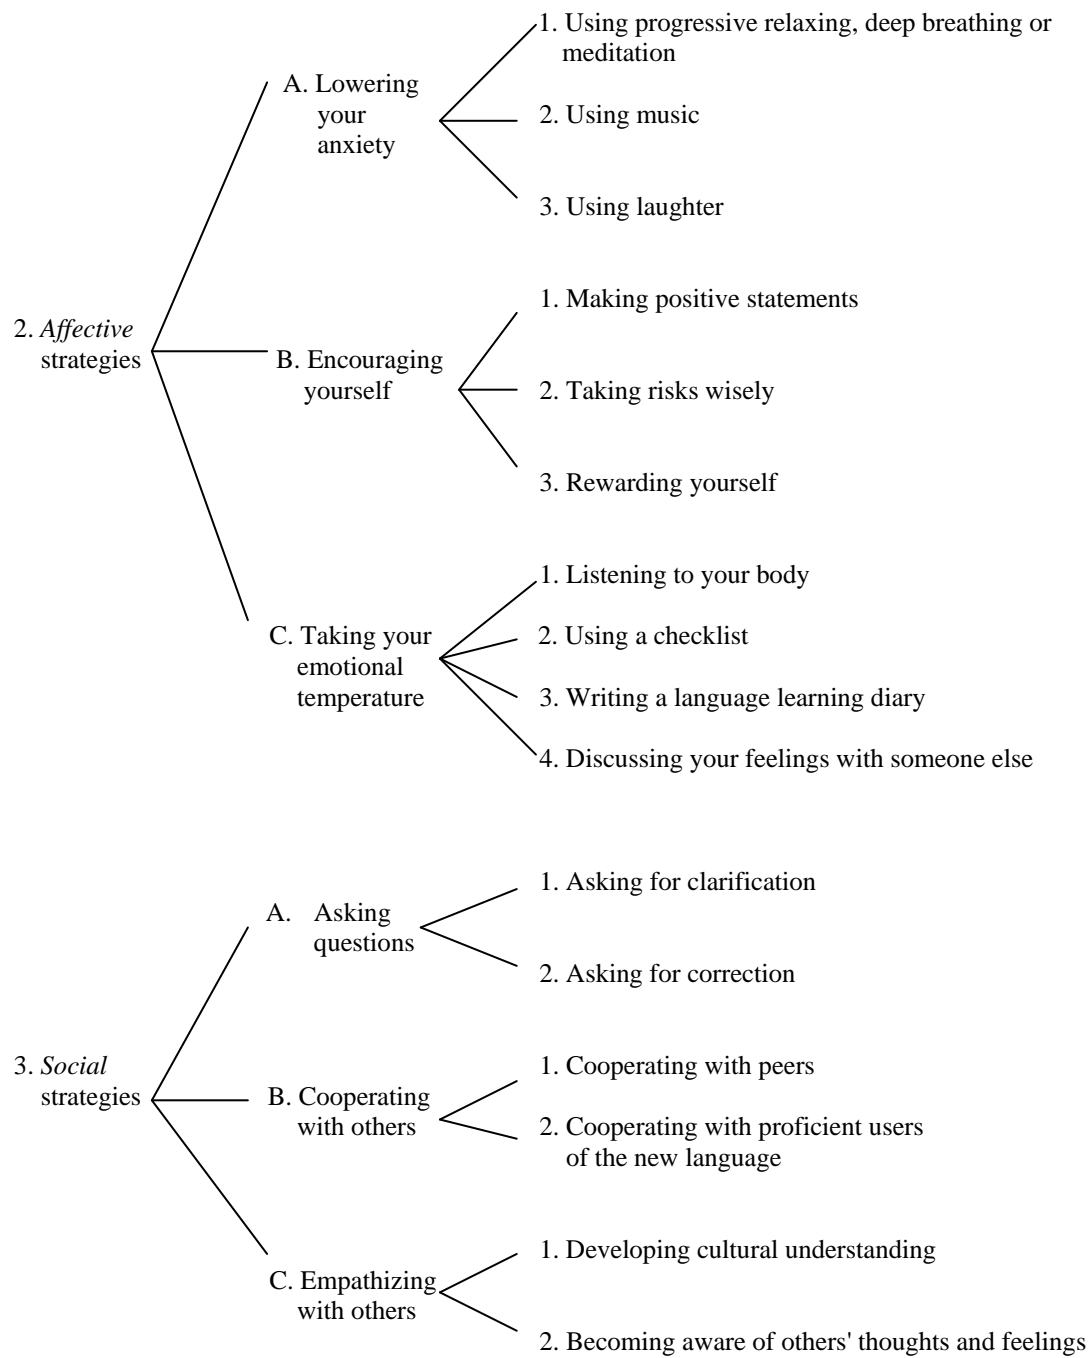 1. Using progressive relaxing, deep breathing or
meditation
A. Lowering
your
anxiety
2. Using music
3. Using laughter
2. Affective
strategies
1. Making positive statements
B. Encouraging
yourself
2. Taking risks wisely
3. Rewarding yourself
C. Taking your
emotional
temperature
1. Listening to your body
2. Using a checklist
3. Writing a language learning diary
4. Discussing your feelings with someone else
3. Social
strategies
A. Asking
questions
1. Asking for clarification
2. Asking for correction
B. Cooperating
with others
1. Cooperating with peers
2. Cooperating with proficient users
of the new language
C. Empathizing
with others
1. Developing cultural understanding
2. Becoming aware of others' thoughts and feelings